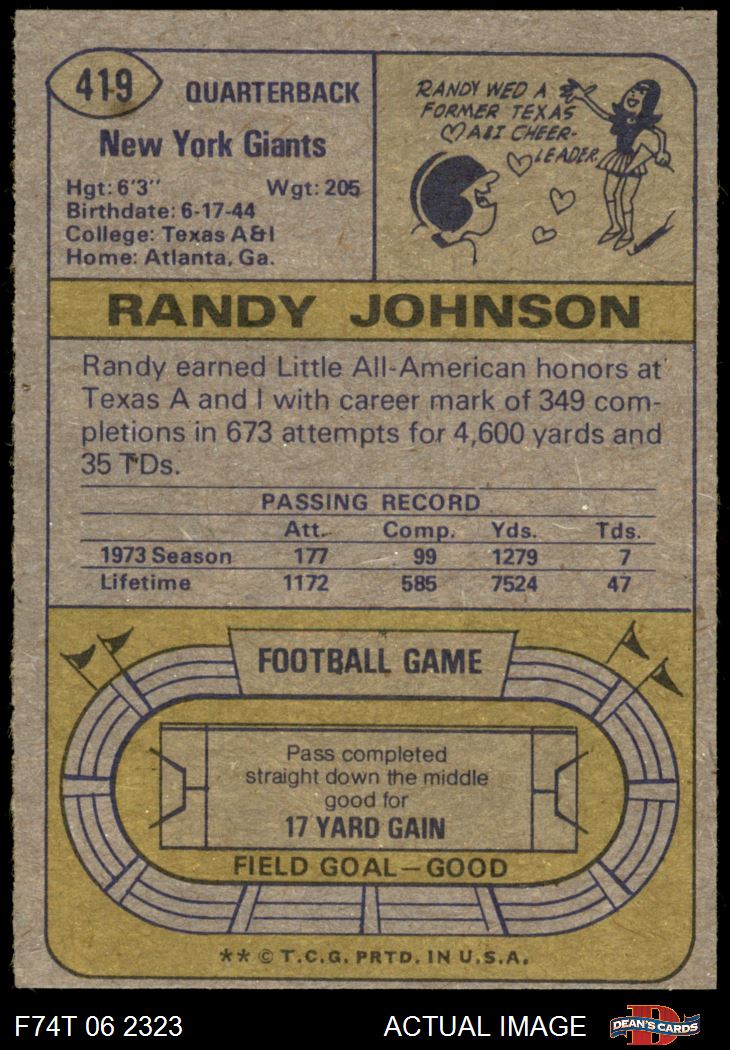 419
QUARTERBACK
New York Giants
Hgt: 6'3" Wgt: 205
Birthdate: 6-17-44
College: Texas A&I
Home: Atlanta, Ga.
RANDY WED A
FORMER TEXAS
A&I CHEER-
LEADER.
RANDY JOHNSON
Randy earned Little All-American honors at
Texas A and I with career mark of 349 com-
pletions in 673 attempts for 4,600 yards and
35 TDs.
PASSING RECORD
Att. Comp. Yds. Tds.
1973 Season 177 99 1279 7
Lifetime 1172 585 7524 47
FOOTBALL GAME
Pass completed
straight down the middle
good for
17 YARD GAIN
FIELD GOAL—GOOD
** © T.C.G. PRTD. IN U.S.A.
F74T 06 2323 ACTUAL IMAGE
D
DEAN'S CARDS